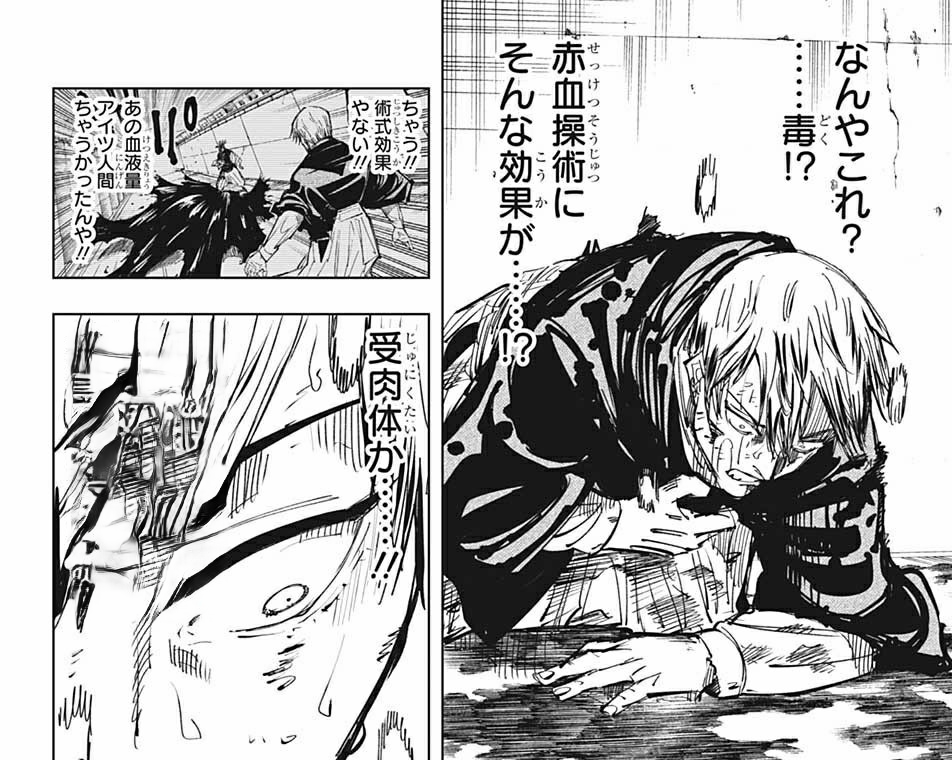 なんやこれ？
……毒!?
赤血操術に
そんな効果が………!?
ちゃう!!
術式効果
やない!!
あの血液量
アイツ人間
ちゃうかったんや!!
受肉体か……!!